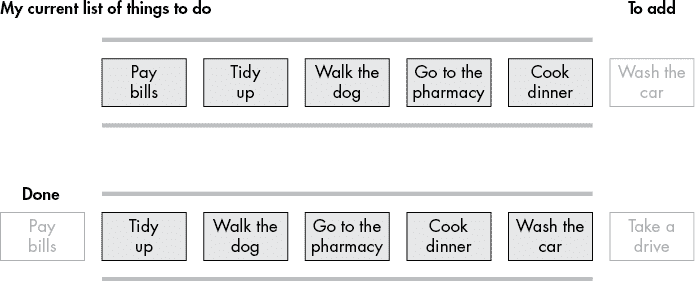 My current list of things to do
To add
Pay
bills
Tidy
up
Walk the
dog
Go to the
pharmacy
Cook
dinner
Wash the
car
Done
Pay
bills
Tidy
up
Walk the
dog
Go to the
pharmacy
Cook
dinner
Wash the
car
Take a
drive